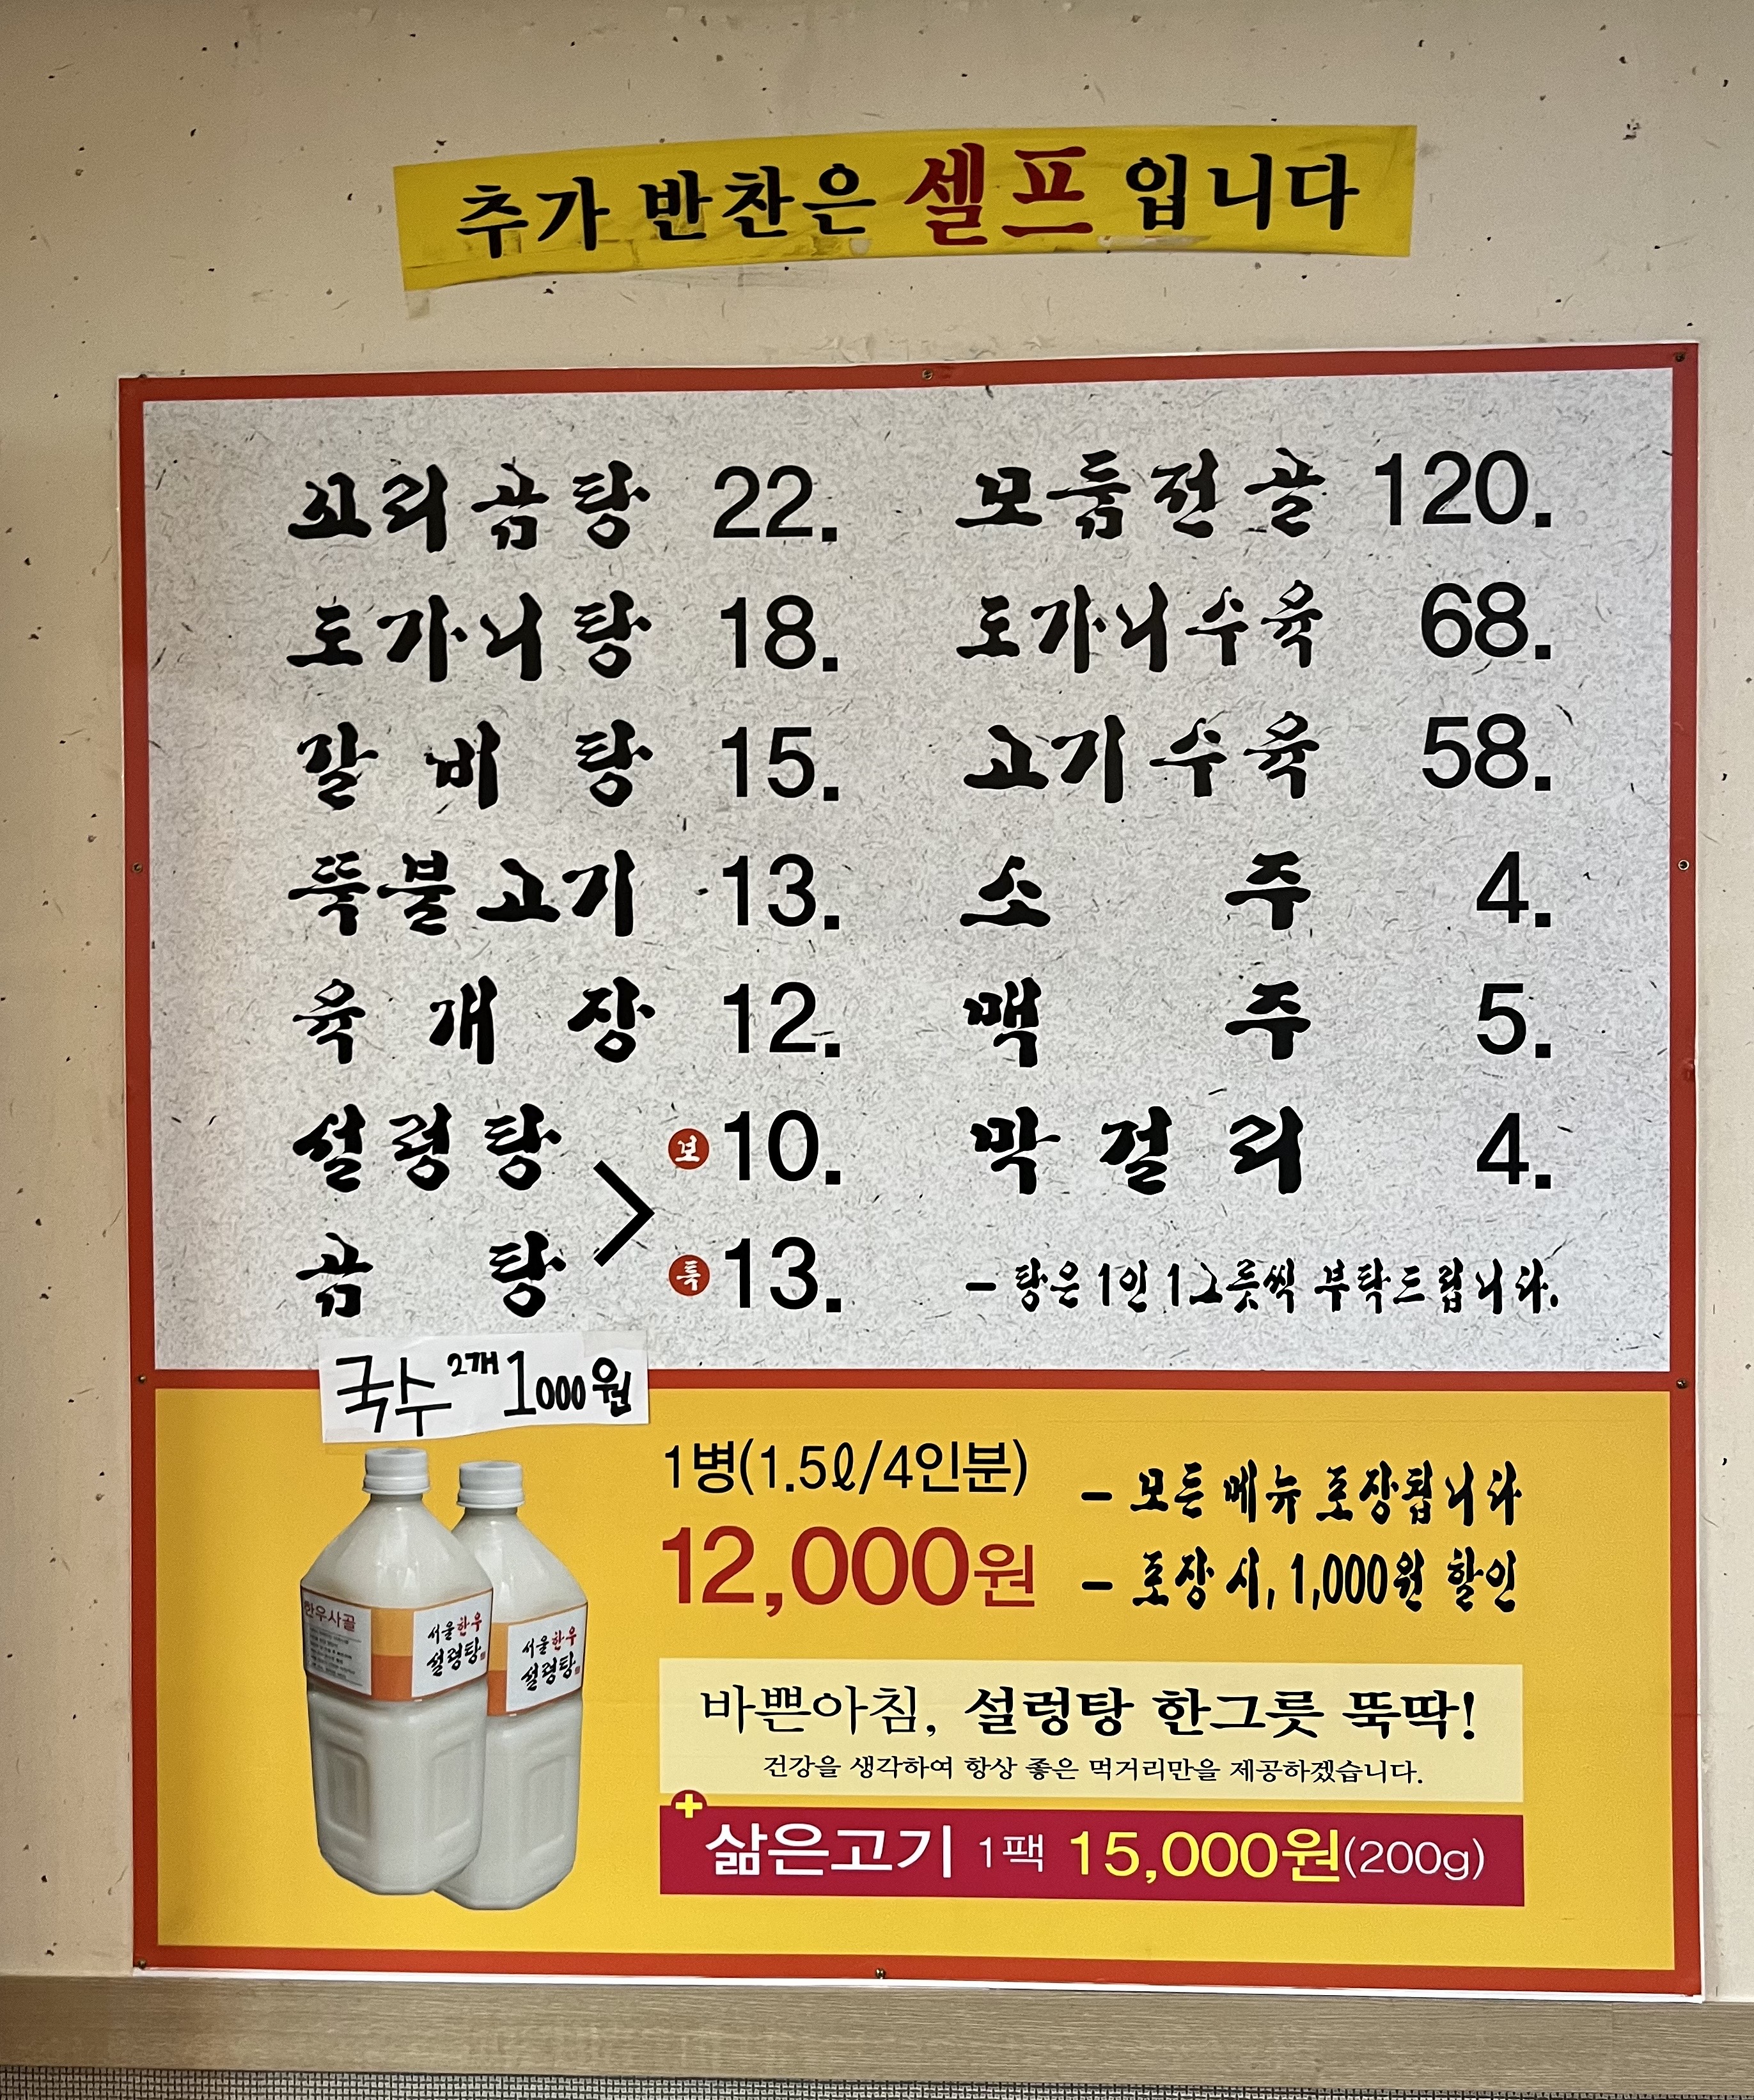 추가 반찬은 셀프 입니다
꼬리곰탕 22.
도가니탕 18.
갈비탕 15.
뚝불고기 13.
육개장 12.
설렁탕
곰탕 >
보 10.
특 13.
모둠전골 120.
도가니수육 68.
고기수육 58.
소주 4.
맥주 5.
막걸리 4.
- 탕은 1인 1그릇씩 부탁드립니다.
국수 2개 1000원
1병(1.5ℓ/4인분)
12,000원
- 모든 메뉴 포장됩니다
- 포장 시, 1,000원 할인
한우사골
서울한우
설렁탕
서울한우
설렁탕
바쁜아침, 설렁탕 한그릇 뚝딱!
건강을 생각하여 항상 좋은 먹거리만을 제공하겠습니다.
+
삶은고기 1팩 15,000원(200g)